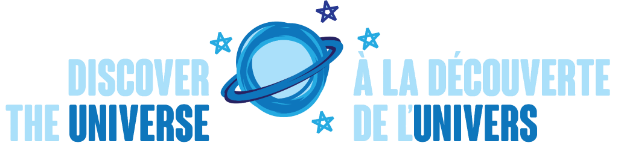 DISCOVER
THE UNIVERSE
À LA DÉCOUVERTE
DE L'UNIVERS